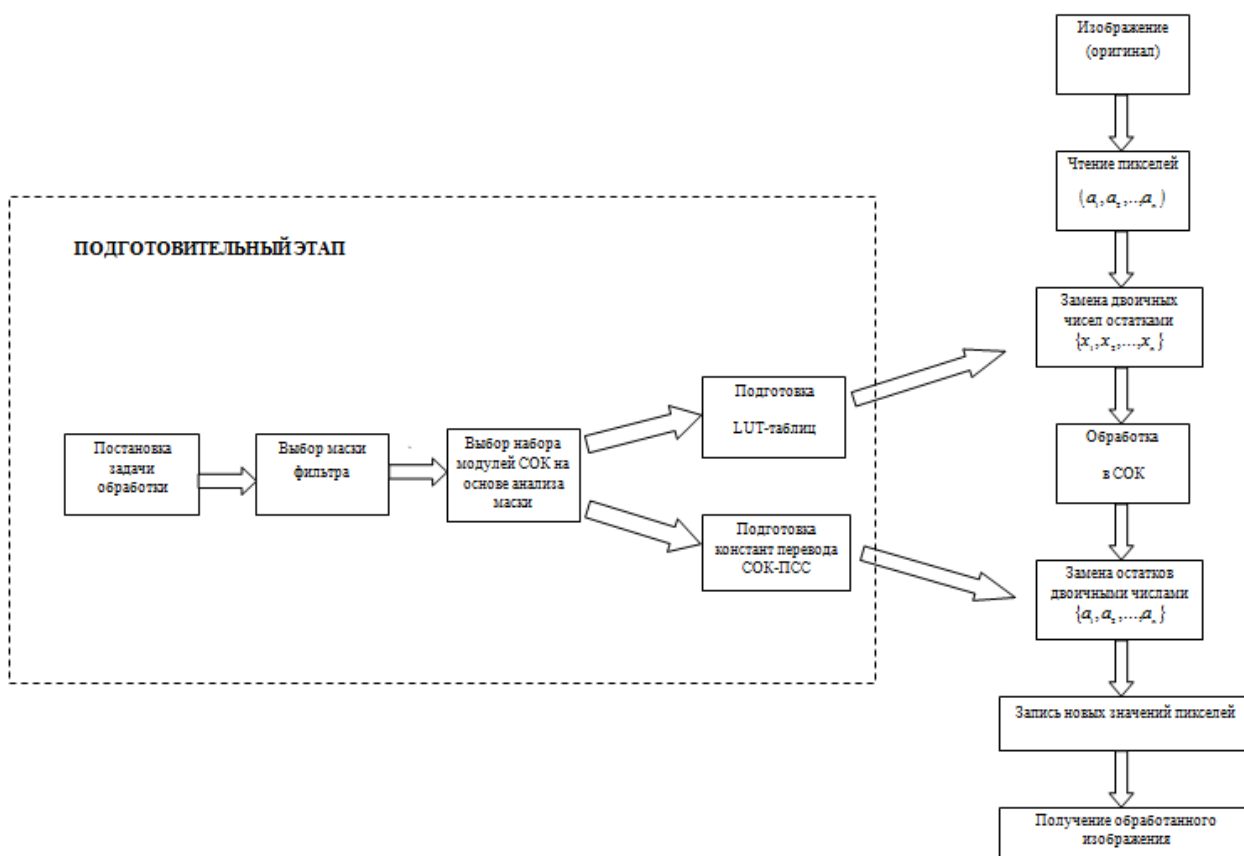 Изображение
(оригинал)
Чтение пикселей
(a₁, a₂,...,aₙ)
ПОДГОТОВИТЕЛЬНЫЙ ЭТАП
Замена двоичных
чисел остатками
{x₁, x₂,...,xₙ}
Подготовка
LUT-таблиц
Постановка
задачи
обработки
Выбор маски
фильтра
Выбор набора
модулей СОК на
основе анализа
маски
Обработка
в СОК
Подготовка
констант перевода
СОК-ПСС
Замена остатков
двоичными числами
{a₁, a₂,...,aₙ}
Запись новых значений пикселей
Получение обработанного
изображения